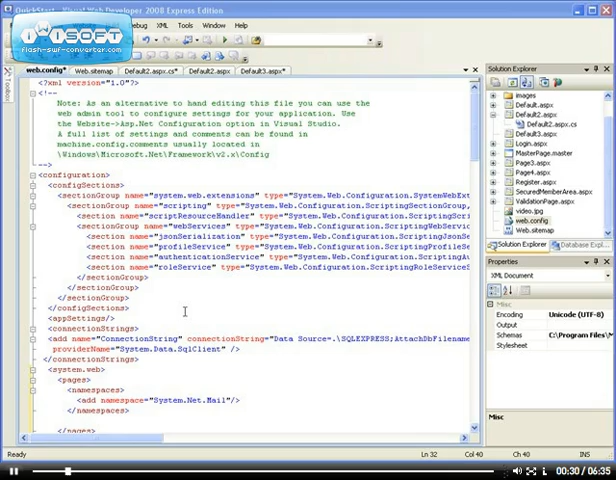 QuickStart - Visual Web Developer 2008 Express Edition
iWiSOFT
flash-swf-converter.com
Debug XML Tools Window Help
web.config* Web.sitemap Default2.aspx.cs* Default2.aspx Default3.aspx*
Toolbox
<?xml version="1.0"?>
<!--
Note: As an alternative to hand editing this file you can use the
web admin tool to configure settings for your application. Use
the Website->Asp.Net Configuration option in Visual Studio.
A full list of settings and comments can be found in
machine.config.comments usually located in
\Windows\Microsoft.Net\Framework\v2.x\Config
-->
<configuration>
<configSections>
<sectionGroup name="system.web.extensions" type="System.Web.Configuration.SystemWebExt
<sectionGroup name="scripting" type="System.Web.Configuration.ScriptingSectionGroup,
<section name="scriptResourceHandler" type="System.Web.Configuration.ScriptingScri
<sectionGroup name="webServices" type="System.Web.Configuration.ScriptingWebServic
<section name="jsonSerialization" type="System.Web.Configuration.ScriptingJsonSe
<section name="profileService" type="System.Web.Configuration.ScriptingProfileSe
<section name="authenticationService" type="System.Web.Configuration.ScriptingAu
<section name="roleService" type="System.Web.Configuration.ScriptingRoleServiceS
</sectionGroup>
</sectionGroup>
</sectionGroup>
</configSections>
<appSettings/>
<connectionStrings>
<add name="ConnectionString" connectionString="Data Source=.\SQLEXPRESS;AttachDbFilename
providerName="System.Data.SqlClient" />
</connectionStrings>
<system.web>
<pages>
<namespaces>
<add namespace="System.Net.Mail"/>
</namespaces>
</pages>
Solution Explorer
images
Default.aspx
Default2.aspx
Default2.aspx.cs
Default3.aspx
Login.aspx
MasterPage.master
Page3.aspx
Page4.aspx
Register.aspx
SecuredMemberArea.aspx
ValidationPage.aspx
video.jpg
web.config
Web.sitemap
Solution Explorer Database Expl...
Properties
XML Document
Misc
Encoding Unicode (UTF-8)
Output
Schemas C:\Program Files\M
Stylesheet
Misc
Ready Ln 32 Col 40 Ch 40 INS
00:30 / 06:35